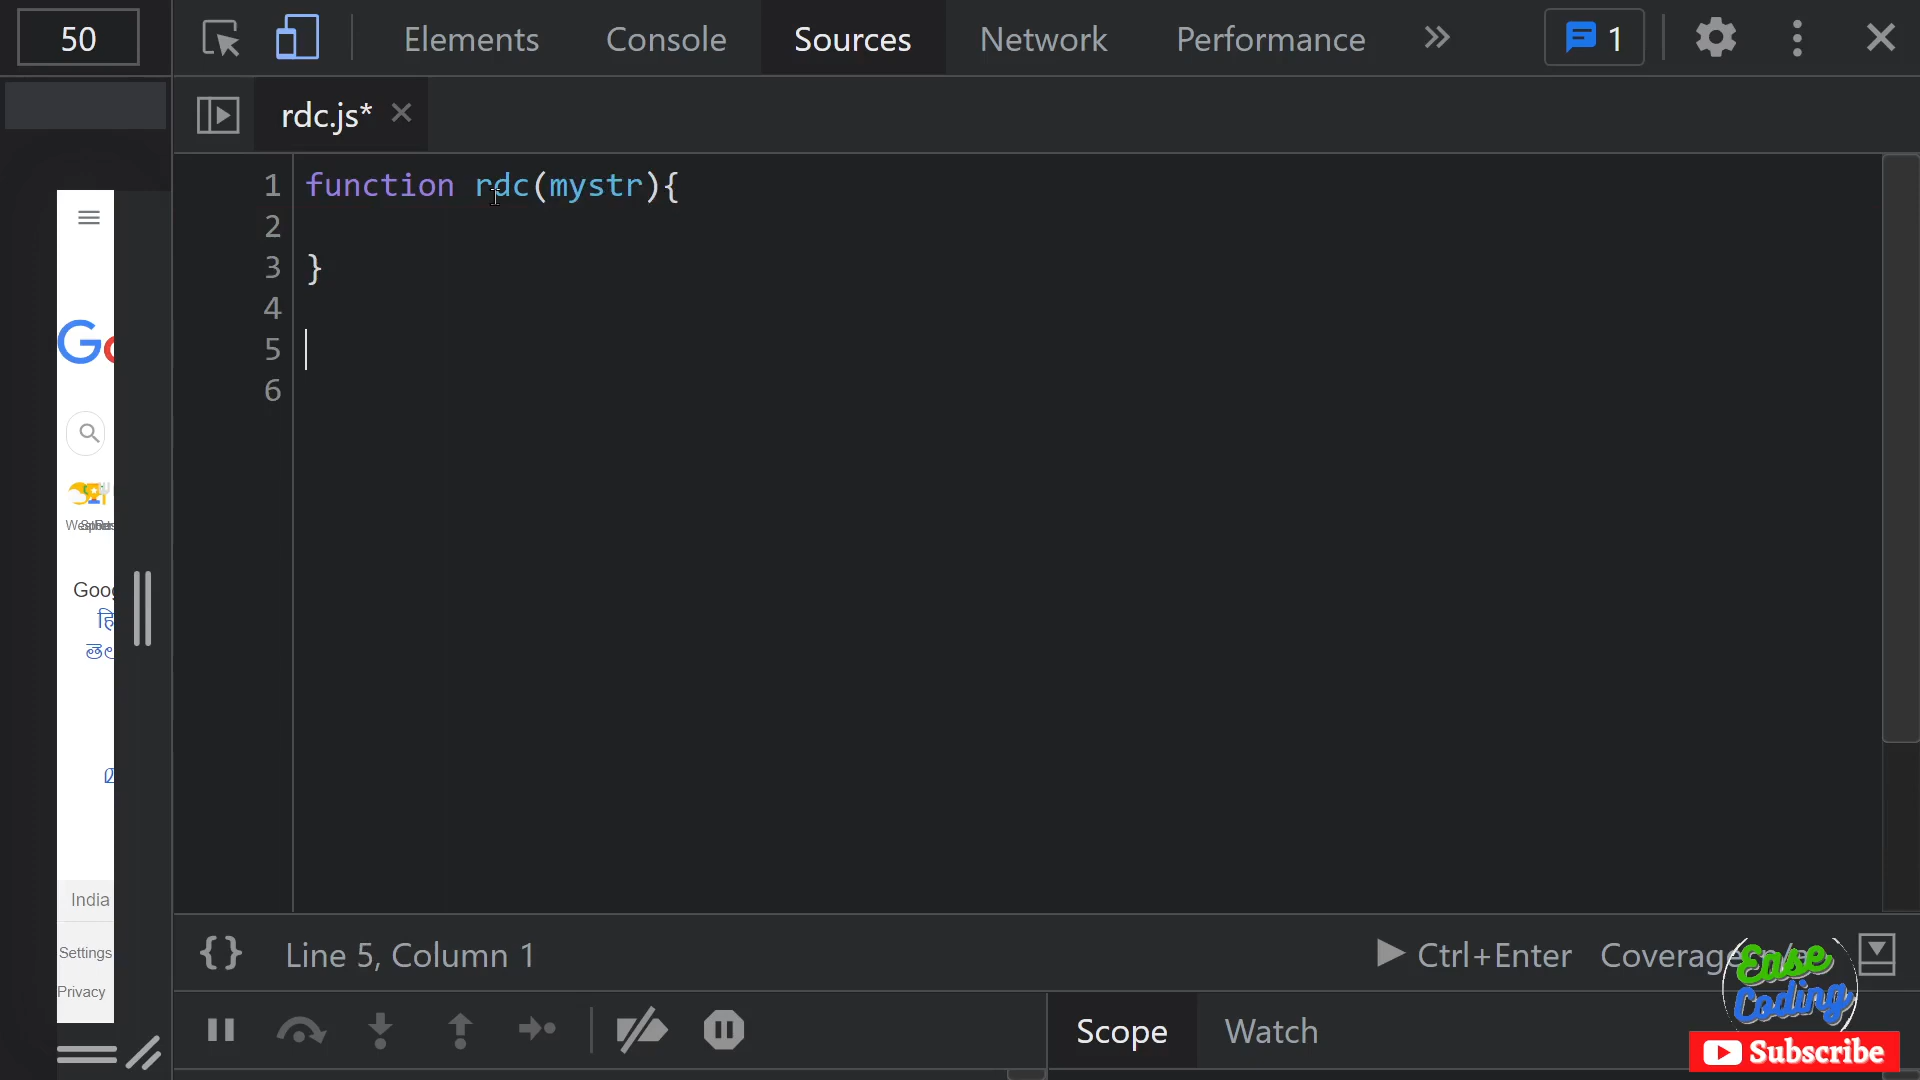 50
Elements Console Sources Network Performance 1
rdc.js*
1 function rdc(mystr){
2
3 }
4
5
6
India
Settings
Privacy
{} Line 5, Column 1
Ctrl+Enter Coverage
Ease
Coding
Scope Watch
Subscribe